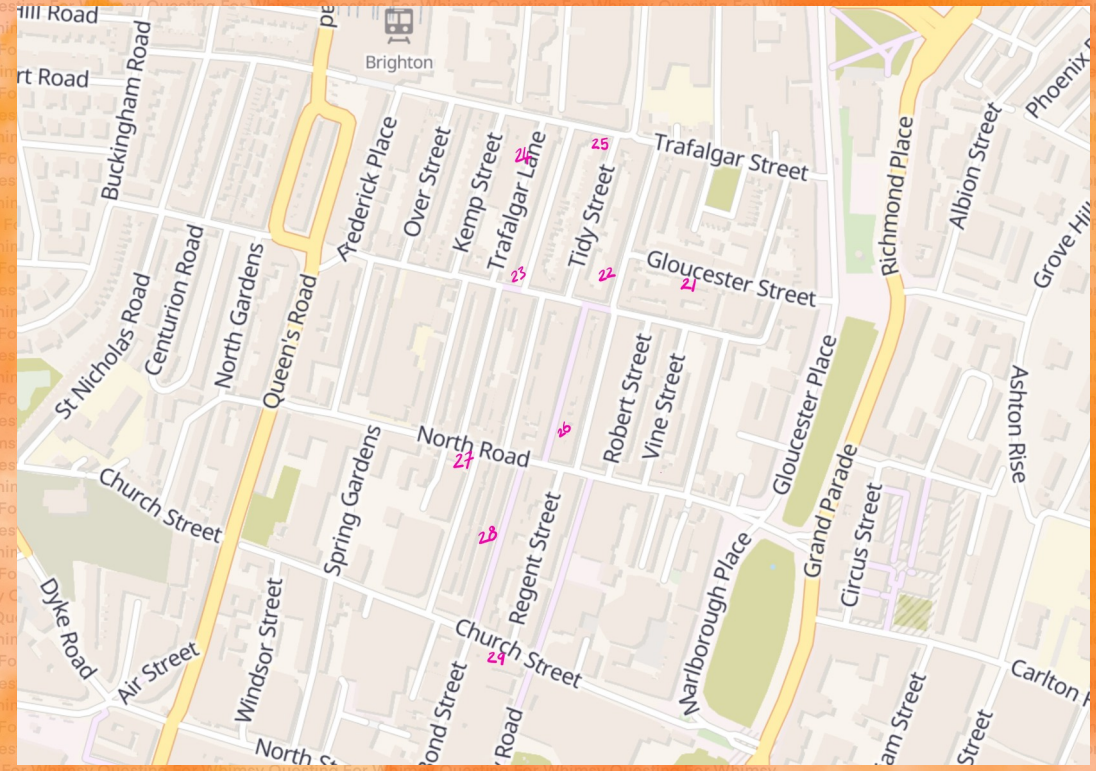 Hill Road
Brighton
rt Road
Buckingham Road
Phoenix
Frederick Place
Over Street
Kemp Street
24
Trafalgar Lane
25
Trafalgar Street
Richmond Place
Albion Street
Tidy Street
Grove Hill
23
22
Gloucester Street
21
St Nicholas Road
Centurion Road
North Gardens
Queen's Road
Robert Street
Vine Street
Gloucester Place
Ashton Rise
26
North Road
27
Spring Gardens
Church Street
28
Regent Street
Grand Parade
Circus Street
Marlborough Place
Dyke Road
Air Street
Windsor Street
Church Street
29
Bond Street
Road
North St
Carlton
am Street
Street